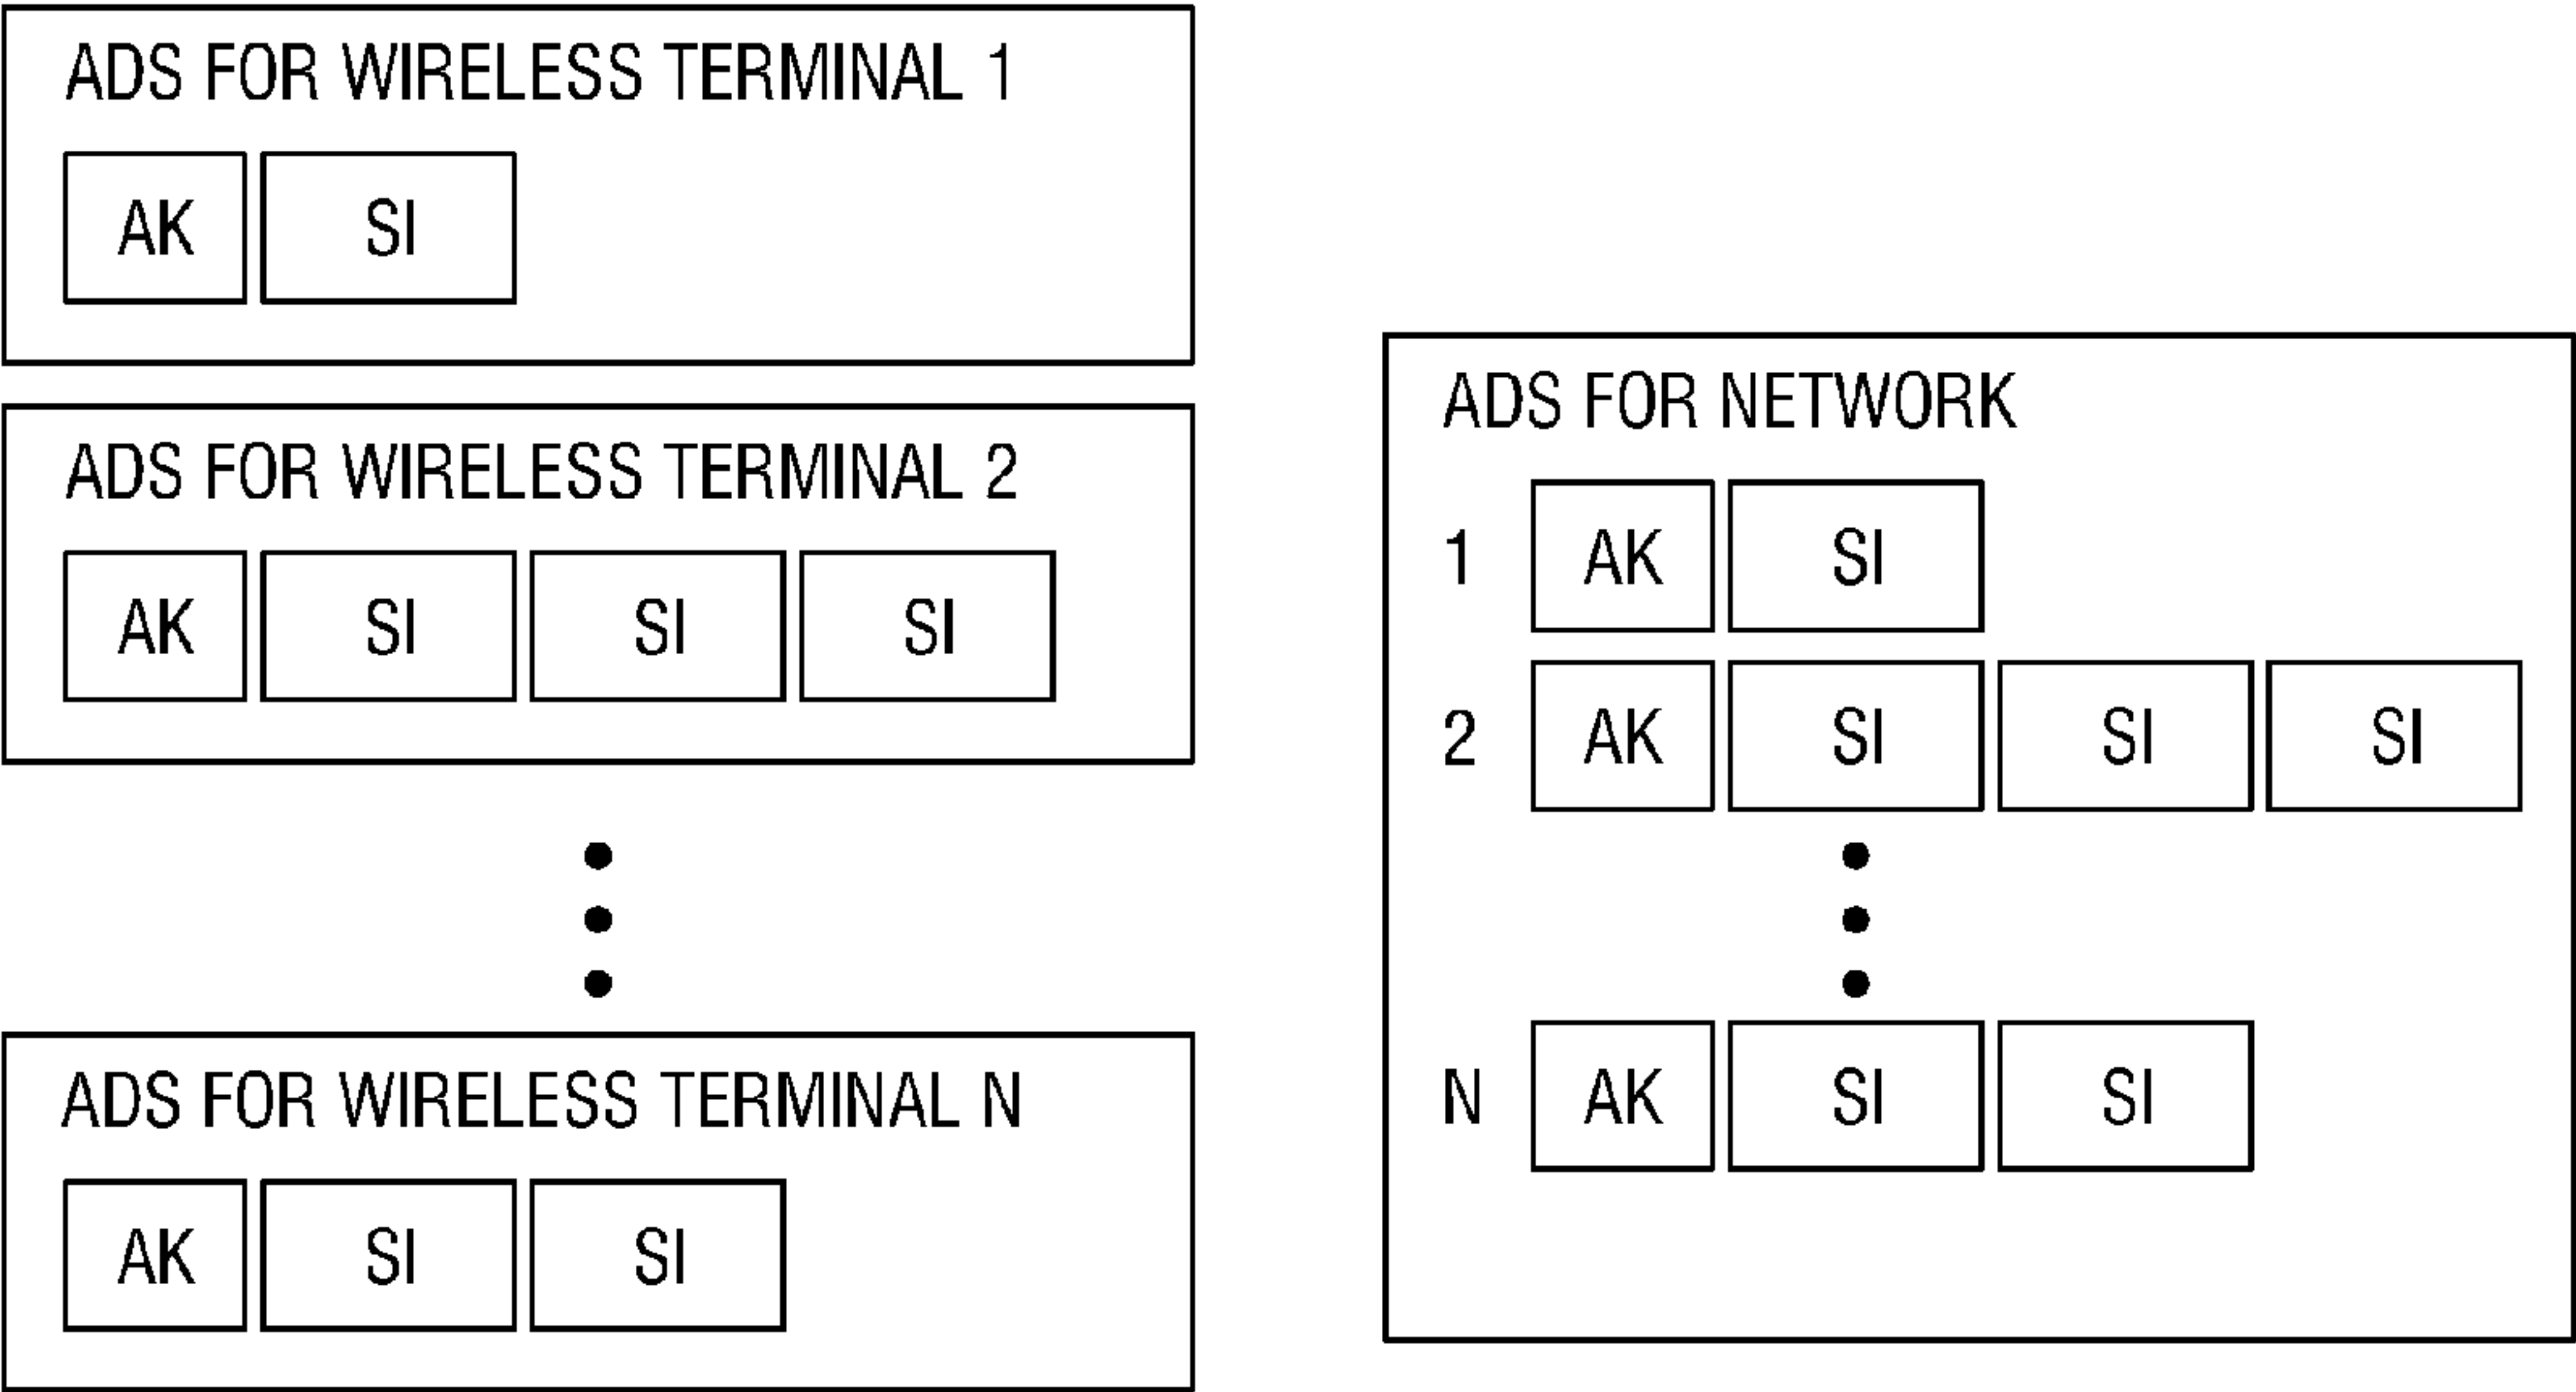 ADS FOR WIRELESS TERMINAL 1
AK SI
ADS FOR WIRELESS TERMINAL 2
AK SI SI SI
ADS FOR WIRELESS TERMINAL N
AK SI SI
ADS FOR NETWORK
1 AK SI
2 AK SI SI SI
N AK SI SI